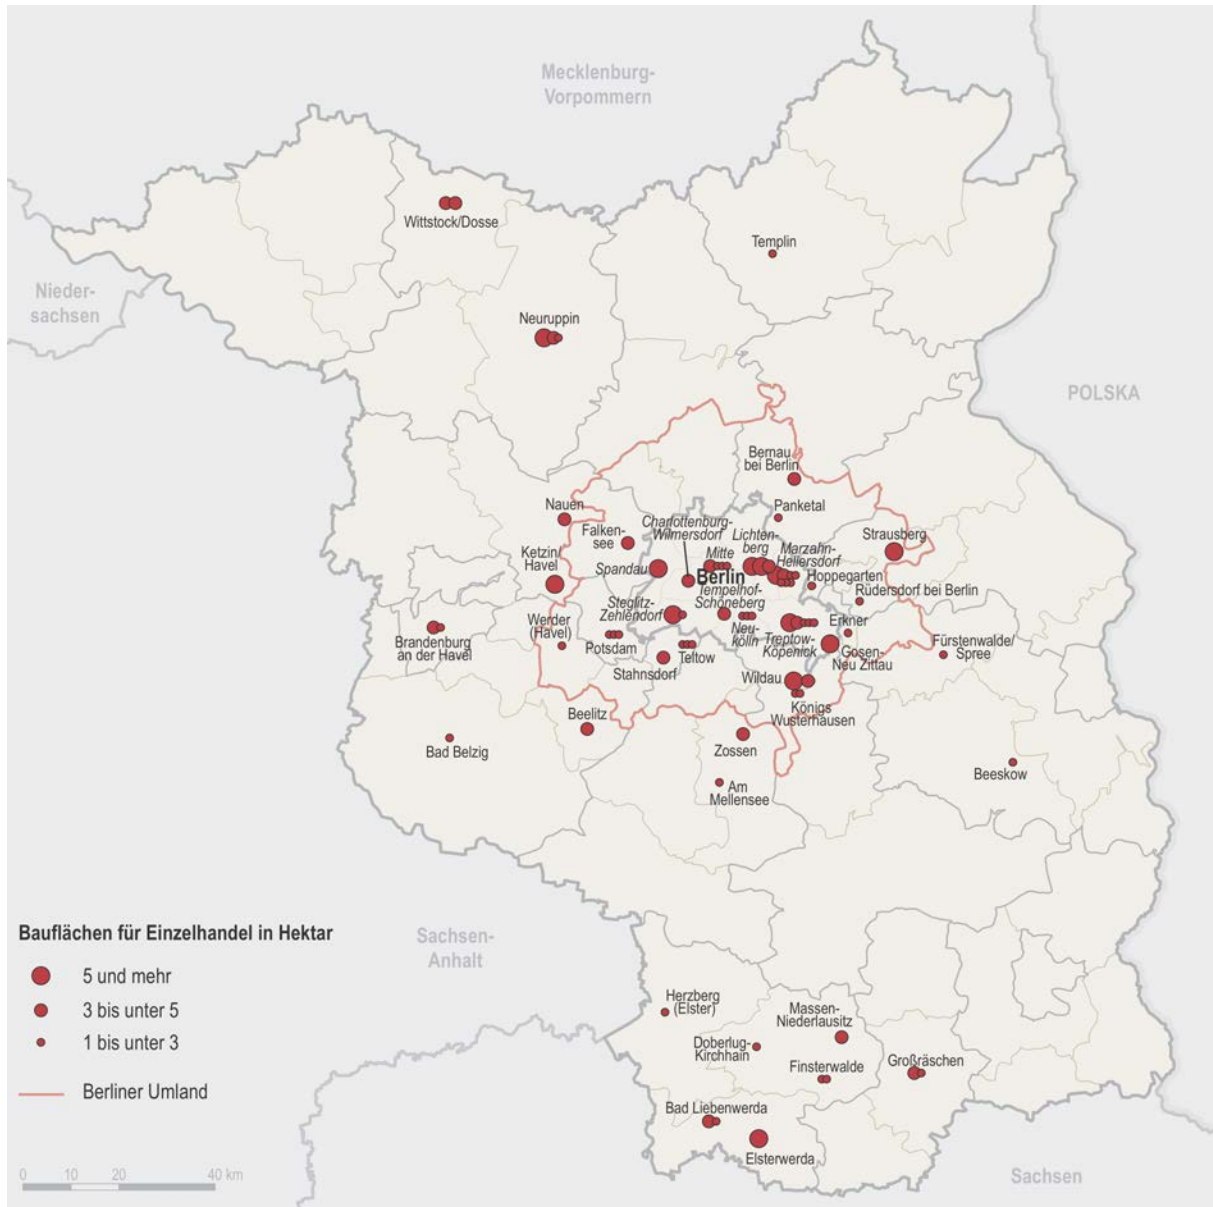 Mecklenburg-
Vorpommern
Wittstock/Dosse
Templin
Nieder-
sachsen
Neuruppin
POLSKA
Bernau
bei Berlin
Nauen
Panketal
Falken-
see
Charlottenburg-
Wilmersdorf
Lichten-
berg
Strausberg
Ketzin/
Havel
Spandau
Mitte
Marzahn-
Hellersdorf
Berlin
Hoppegarten
Tempelhof-
Schöneberg
Rüdersdorf bei Berlin
Steglitz-
Zehlendorf
Werder
(Havel)
Neu-
kölln
Treptow-
Köpenick
Erkner
Brandenburg
an der Havel
Potsdam
Teltow
Gosen-
Neu Zittau
Fürstenwalde/
Spree
Stahnsdorf
Wildau
Königs
Wusterhausen
Beelitz
Bad Belzig
Zossen
Beeskow
Am
Mellensee
Bauflächen für Einzelhandel in Hektar
5 und mehr
3 bis unter 5
1 bis unter 3
Berliner Umland
Sachsen-
Anhalt
Herzberg
(Elster)
Massen-
Niederlausitz
Doberlug-
Kirchhain
Finsterwalde
Großräschen
Bad Liebenwerda
Elsterwerda
0 10 20 40 km
Sachsen